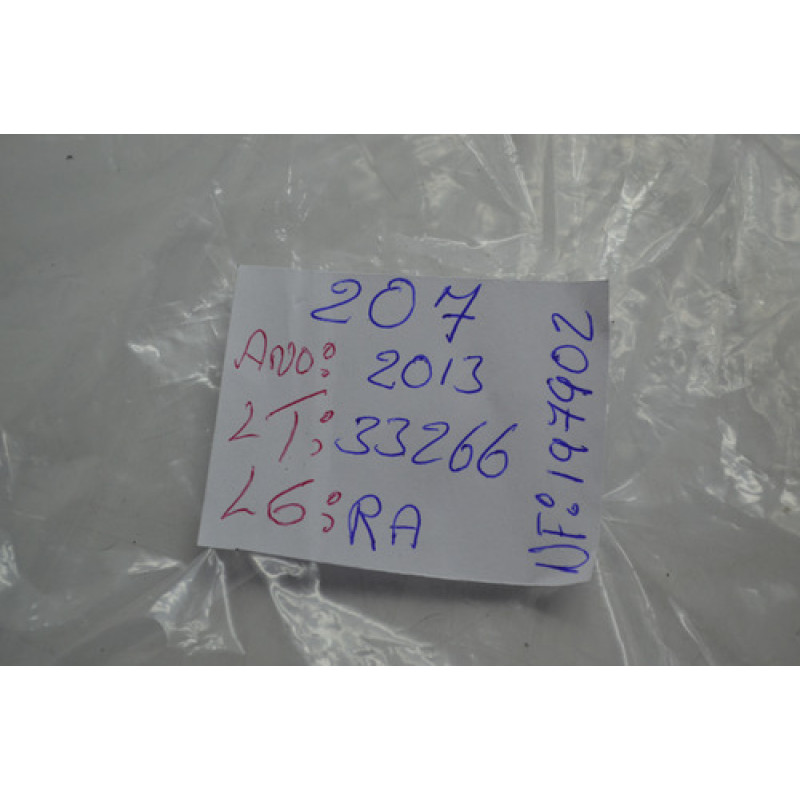 207
ANO: 2013
LT: 33266
LG: RA
NF: 197902